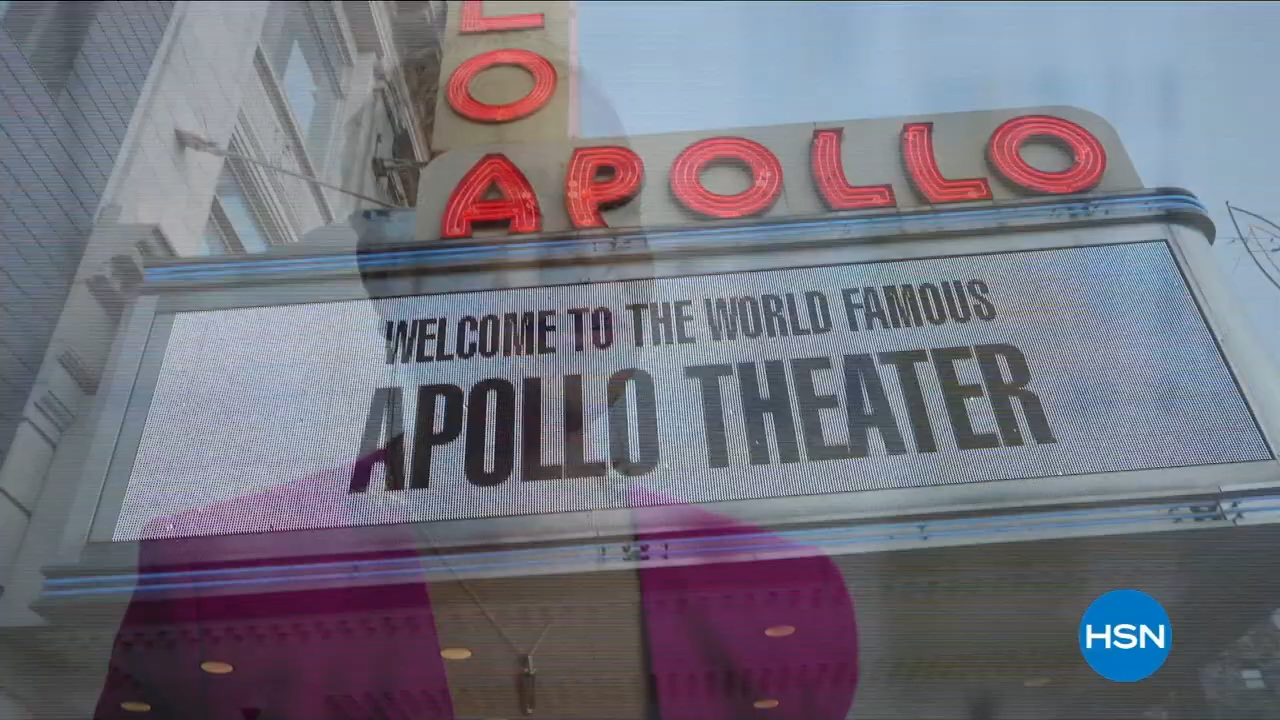 L
O
APOLLO
WELCOME TO THE WORLD FAMOUS
APOLLO THEATER
HSN